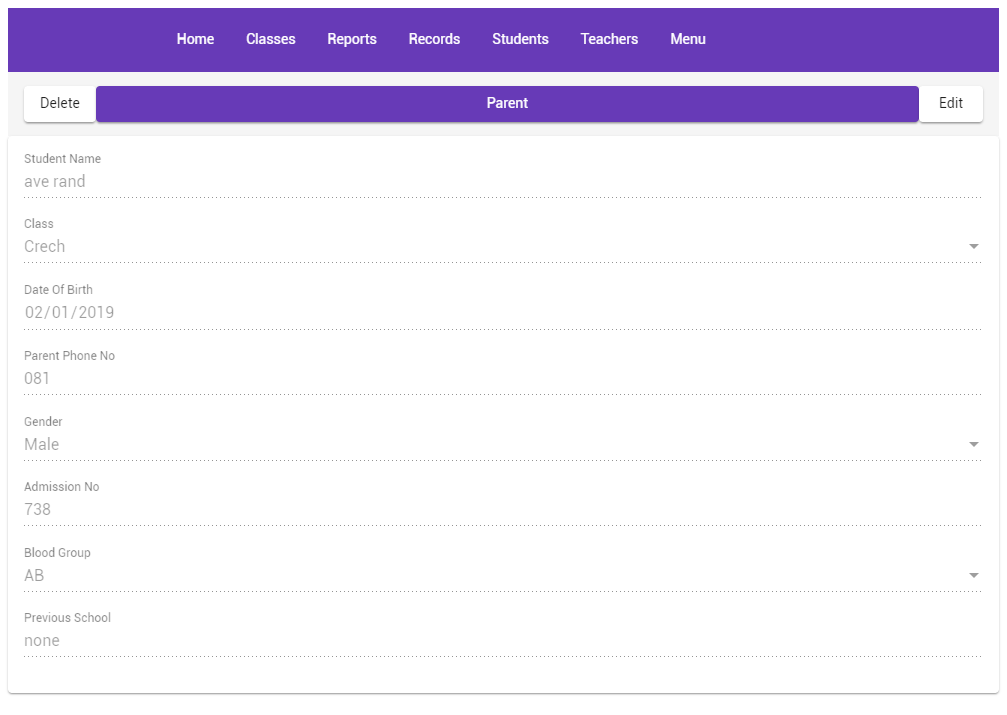 Home Classes Reports Records Students Teachers Menu
Delete Parent Edit
Student Name
ave rand
Class
Crech
Date Of Birth
02/01/2019
Parent Phone No
081
Gender
Male
Admission No
738
Blood Group
AB
Previous School
none